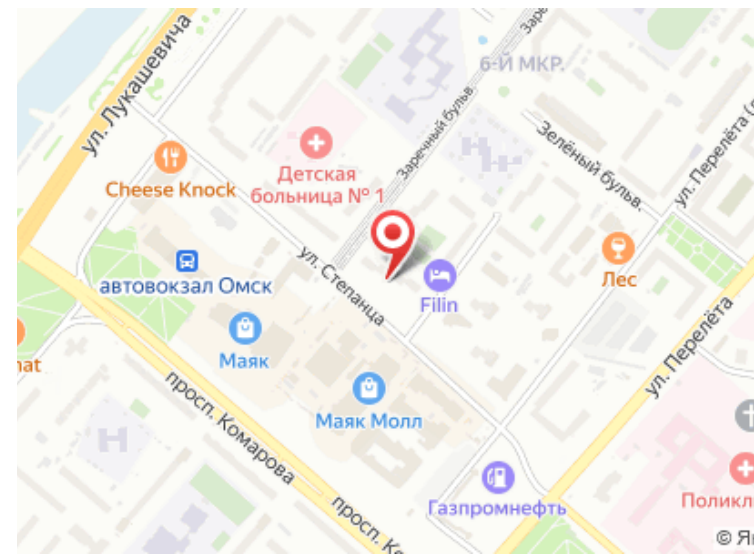 ул. Лукашевича
6-Й МКР.
Заречный бульв.
Зелёный бульв.
ул. Перелёта
Детская
больница № 1
Cheese Knock
ул. Степанца
автовокзал Омск
Filin
Лес
Маяк
Маяк Молл
ул. Перелёта
просп. Комарова
просп. К
Газпромнефть
Поликл
© Я